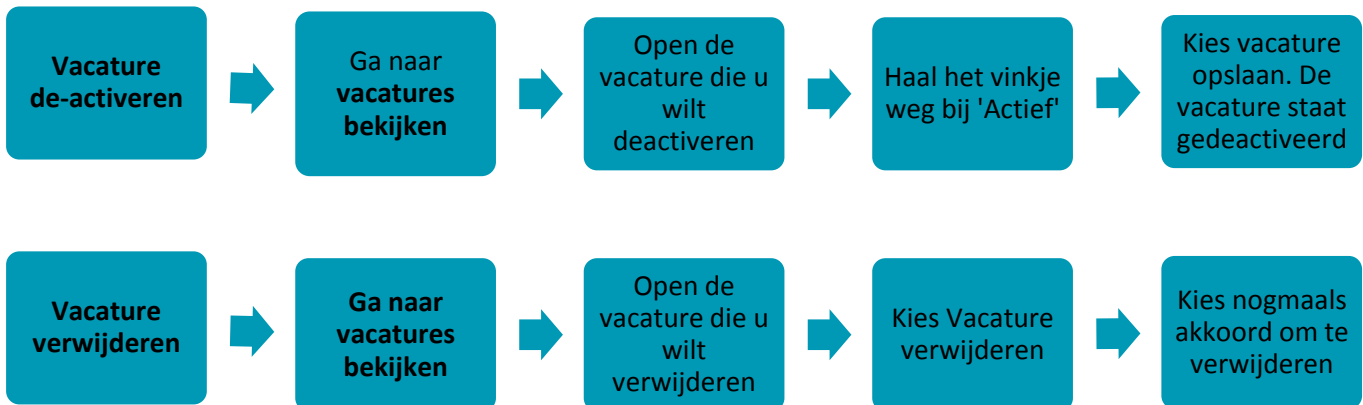 Vacature
de-activeren
Ga naar
vacatures
bekijken
Open de
vacature die u
wilt
deactiveren
Haal het vinkje
weg bij 'Actief'
Kies vacature
opslaan. De
vacature staat
gedeactiveerd
Vacature
verwijderen
Ga naar
vacatures
bekijken
Open de
vacature die u
wilt
verwijderen
Kies Vacature
verwijderen
Kies nogmaals
akkoord om te
verwijderen